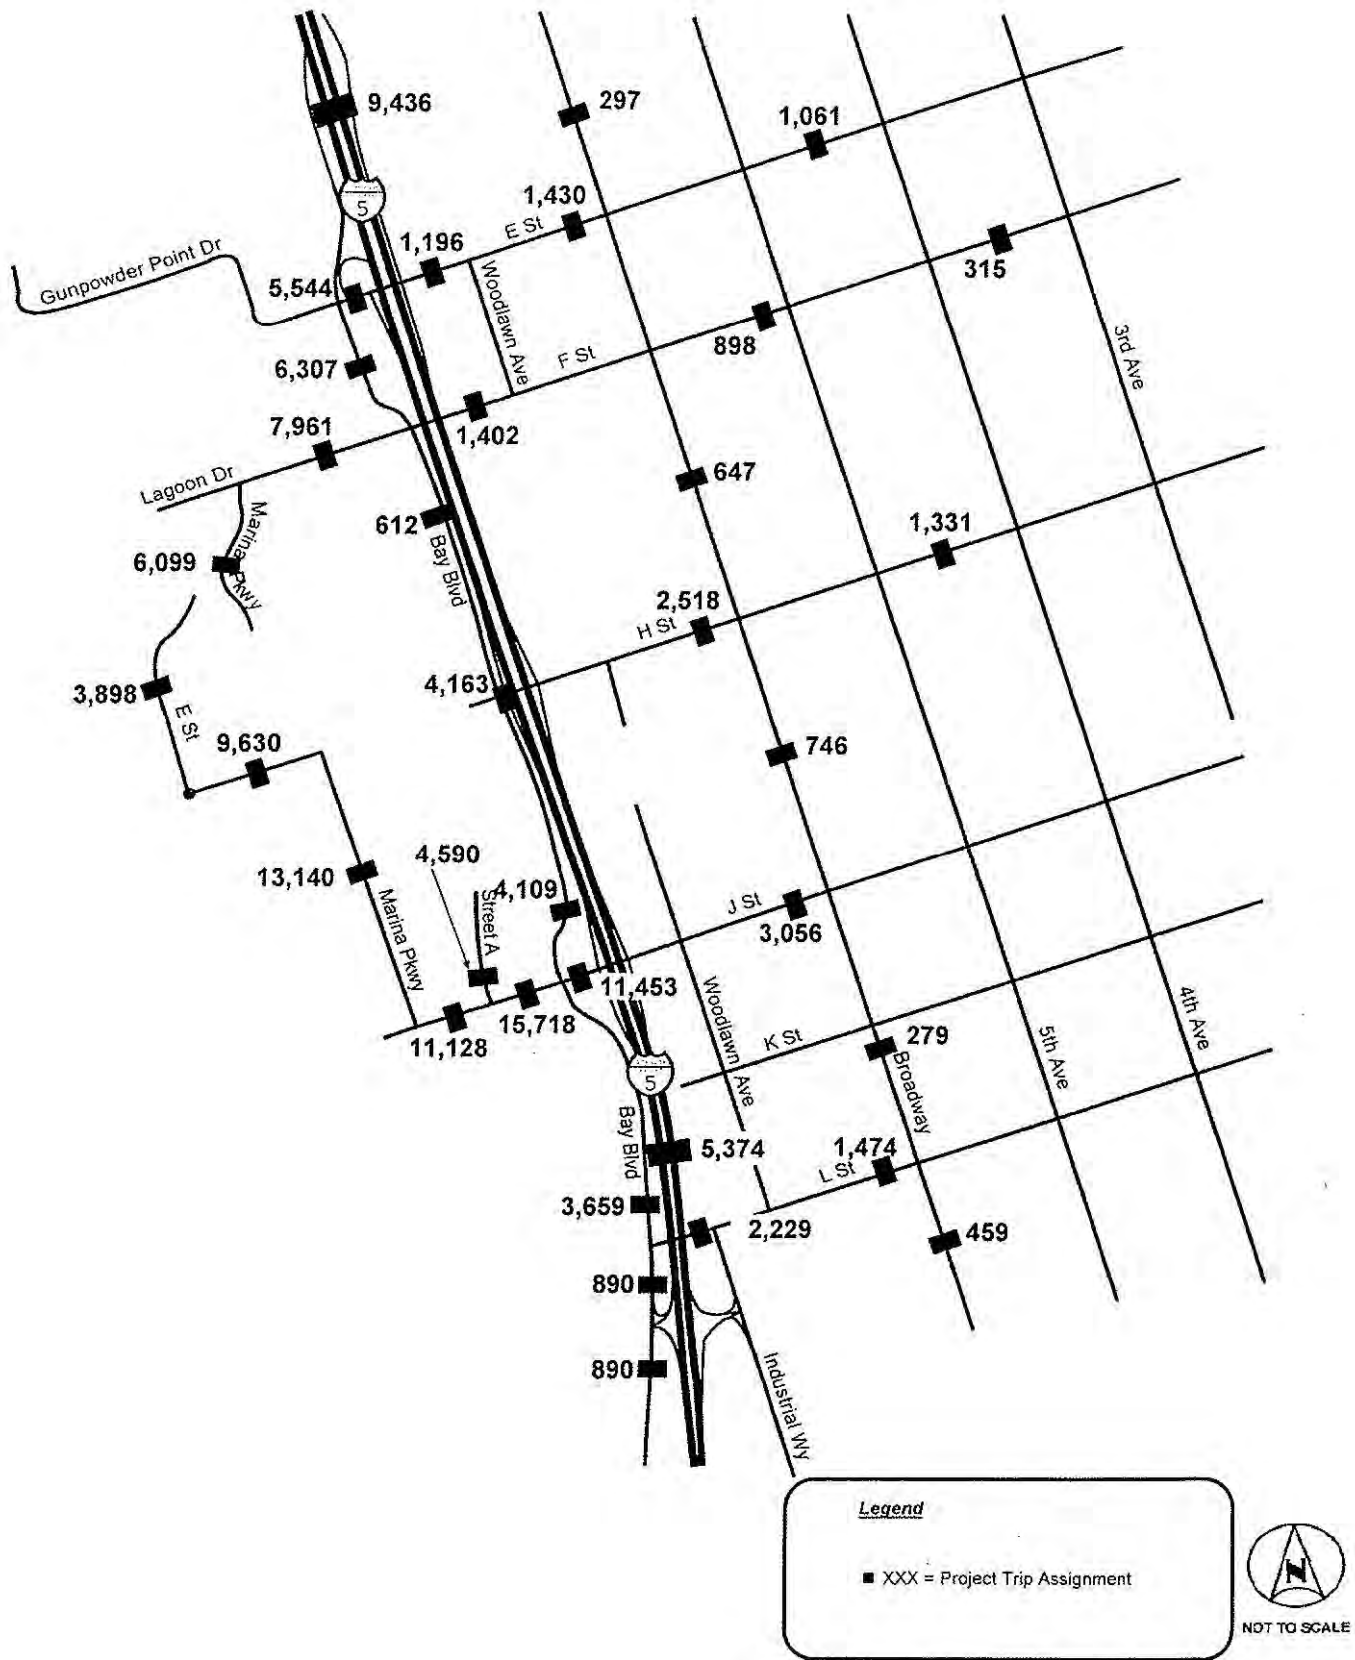 9,436
297
1,061
5
1,430
E St
1,196
Gunpowder Point Dr
5,544
Woodlawn Ave
315
6,307
F St
898
3rd Ave
7,961
1,402
Lagoon Dr
647
Marina Pkwy
612
Bay Blvd
1,331
6,099
2,518
H St
4,163
3,898
E St
9,630
746
4,590
13,140
4,109
Street A
J St
3,056
Marina Pkwy
11,453
15,718
11,128
Woodlawn Ave
K St
279
4th Ave
5th Ave
Broadway
5
Bay Blvd
5,374
1,474
L St
3,659
2,229
459
890
890
Industrial Wy
Legend
XXX = Project Trip Assignment
N
NOT TO SCALE